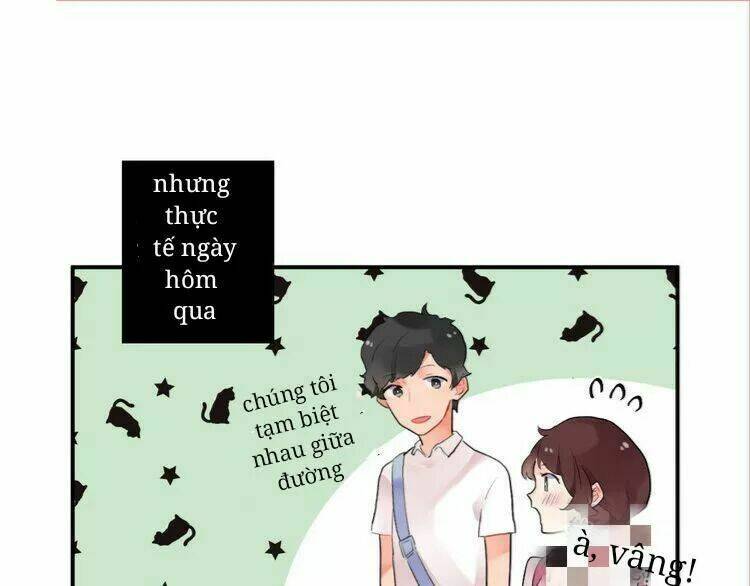 nhưng
thực
tế ngày
hôm
qua
chúng tôi
tạm biệt
nhau giữa
đường
à, vâng!